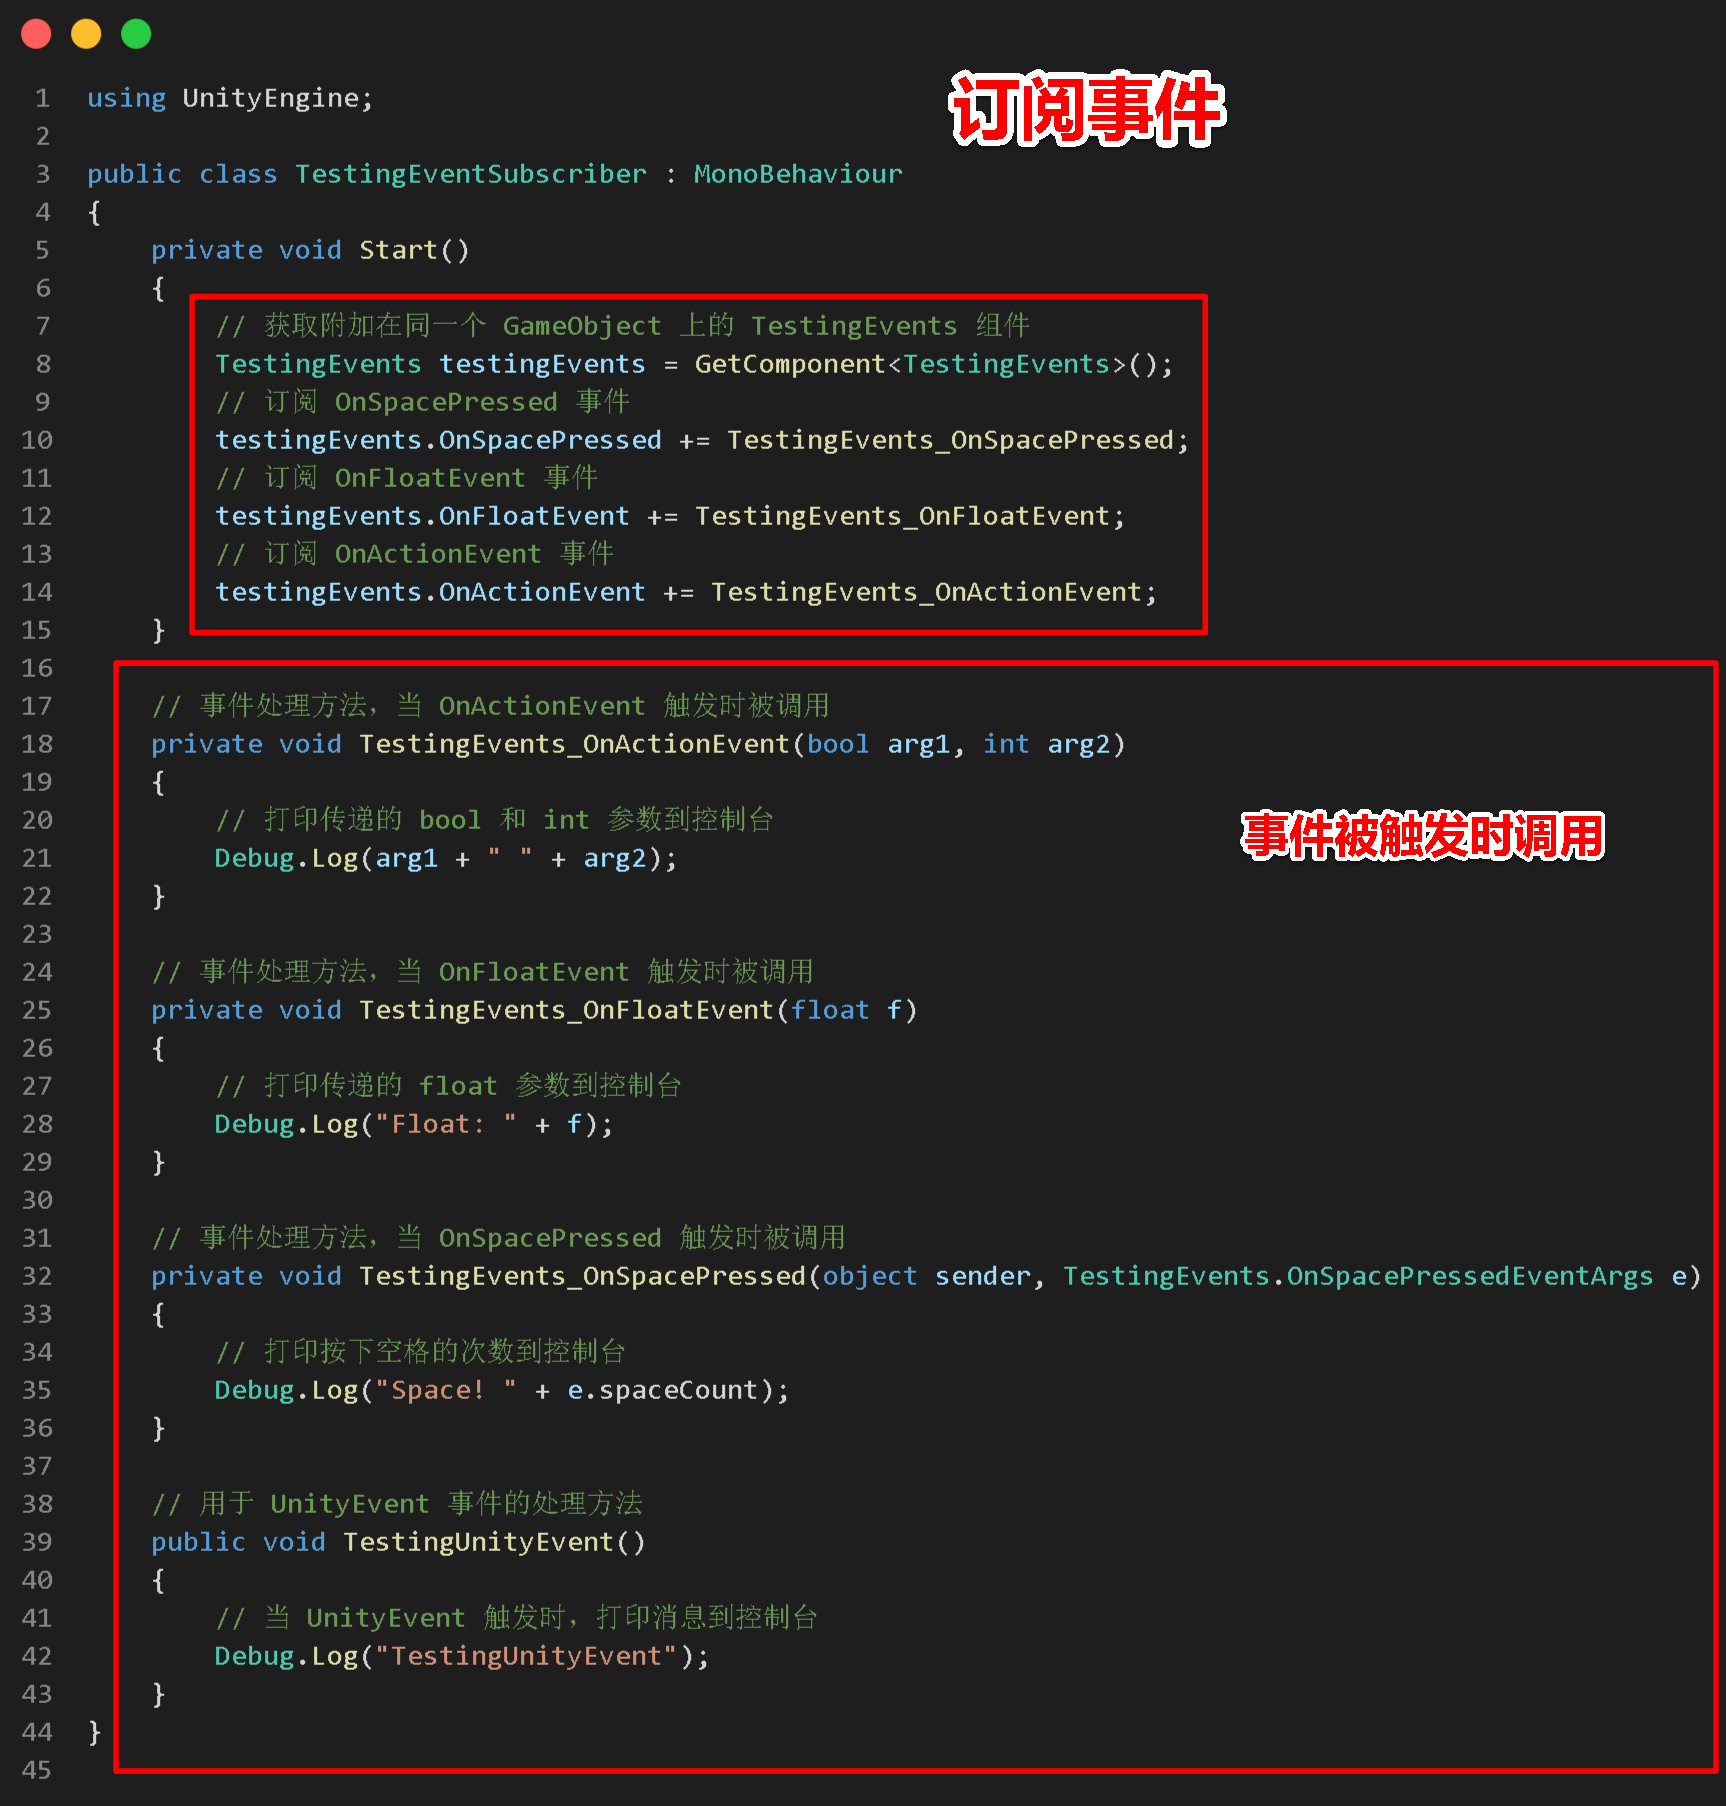 订阅事件
1 using UnityEngine;
2
3 public class TestingEventSubscriber : MonoBehaviour
4 {
5     private void Start()
6     {
7         // 获取附加在同一个 GameObject 上的 TestingEvents 组件
8         TestingEvents testingEvents = GetComponent<TestingEvents>();
9         // 订阅 OnSpacePressed 事件
10         testingEvents.OnSpacePressed += TestingEvents_OnSpacePressed;
11         // 订阅 OnFloatEvent 事件
12         testingEvents.OnFloatEvent += TestingEvents_OnFloatEvent;
13         // 订阅 OnActionEvent 事件
14         testingEvents.OnActionEvent += TestingEvents_OnActionEvent;
15     }
16
17     // 事件处理方法，当 OnActionEvent 触发时被调用
18     private void TestingEvents_OnActionEvent(bool arg1, int arg2)
19     {
20         // 打印传递的 bool 和 int 参数到控制台
事件被触发时调用
21         Debug.Log(arg1 + " " + arg2);
22     }
23
24     // 事件处理方法，当 OnFloatEvent 触发时被调用
25     private void TestingEvents_OnFloatEvent(float f)
26     {
27         // 打印传递的 float 参数到控制台
28         Debug.Log("Float: " + f);
29     }
30
31     // 事件处理方法，当 OnSpacePressed 触发时被调用
32     private void TestingEvents_OnSpacePressed(object sender, TestingEvents.OnSpacePressedEventArgs e)
33     {
34         // 打印按下空格的次数到控制台
35         Debug.Log("Space! " + e.spaceCount);
36     }
37
38     // 用于 UnityEvent 事件的处理方法
39     public void TestingUnityEvent()
40     {
41         // 当 UnityEvent 触发时，打印消息到控制台
42         Debug.Log("TestingUnityEvent");
43     }
44 }
45